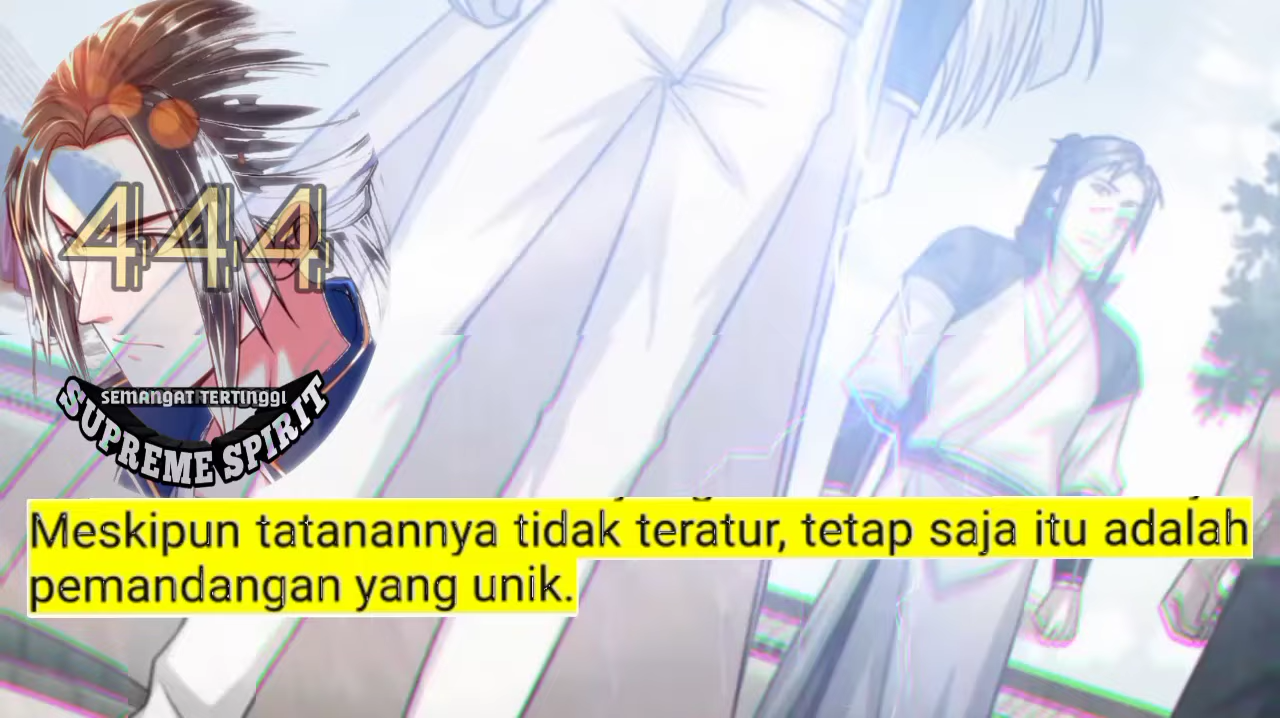 444
SEMANGAT TERTINGGI
SUPREME SPIRIT
Meskipun tatanannya tidak teratur, tetap saja itu adalah
pemandangan yang unik.